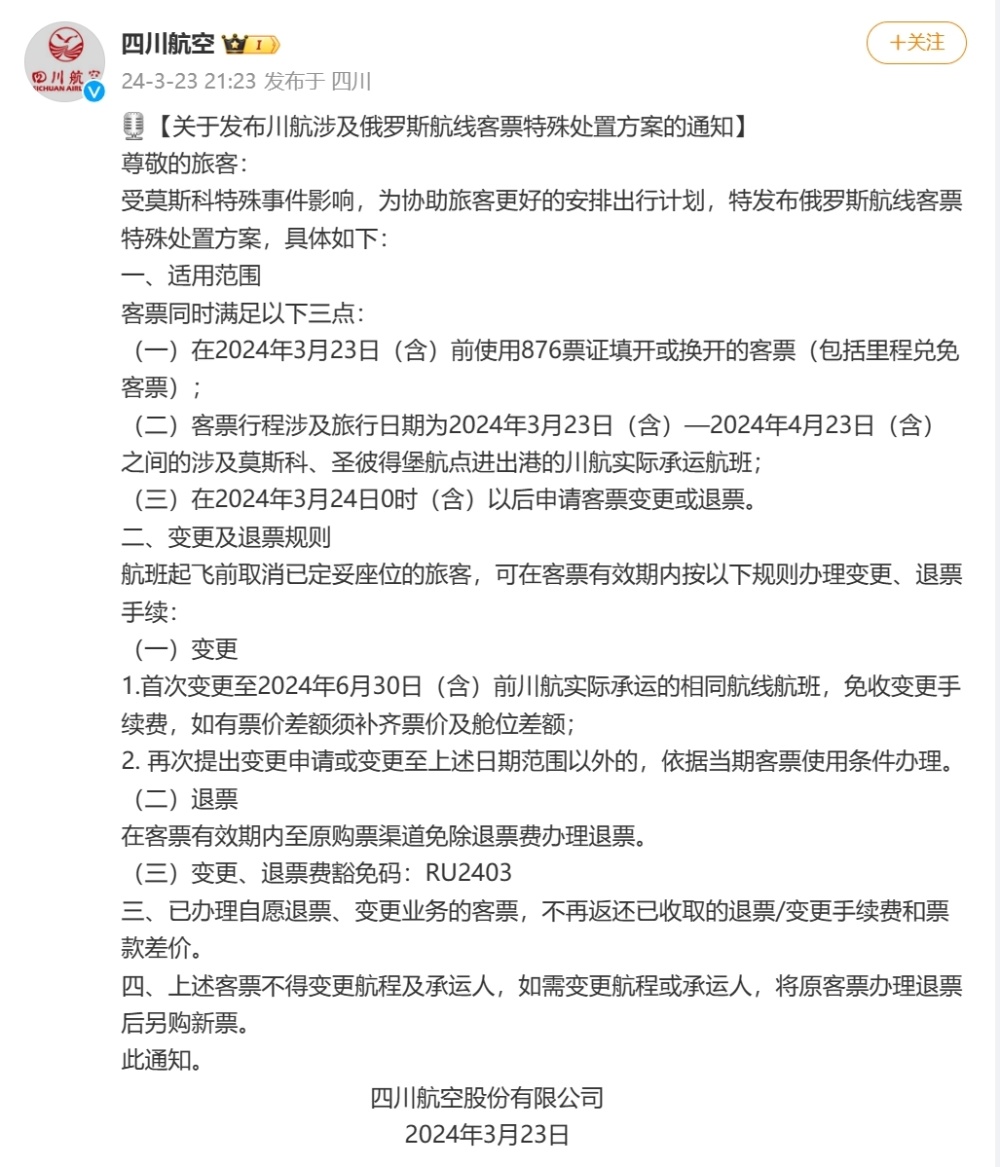 四川航空
I
+关注
24-3-23 21:23 发布于 四川
四川航空
SICHUAN AIRL
【关于发布川航涉及俄罗斯航线客票特殊处置方案的通知】
尊敬的旅客：
受莫斯科特殊事件影响，为协助旅客更好的安排出行计划，特发布俄罗斯航线客票
特殊处置方案，具体如下：
一、适用范围
客票同时满足以下三点：
（一）在2024年3月23日（含）前使用876票证填开或换开的客票（包括里程兑免
客票）；
（二）客票行程涉及旅行日期为2024年3月23日（含）—2024年4月23日（含）
之间的涉及莫斯科、圣彼得堡航点进出港的川航实际承运航班；
（三）在2024年3月24日0时（含）以后申请客票变更或退票。
二、变更及退票规则
航班起飞前取消已定妥座位的旅客，可在客票有效期内按以下规则办理变更、退票
手续：
（一）变更
1.首次变更至2024年6月30日（含）前川航实际承运的相同航线航班，免收变更手
续费，如有票价差额须补齐票价及舱位差额；
2. 再次提出变更申请或变更至上述日期范围以外的，依据当期客票使用条件办理。
（二）退票
在客票有效期内至原购票渠道免除退票费办理退票。
（三）变更、退票费豁免码：RU2403
三、已办理自愿退票、变更业务的客票，不再返还已收取的退票/变更手续费和票
款差价。
四、上述客票不得变更航程及承运人，如需变更航程或承运人，将原客票办理退票
后另购新票。
此通知。
四川航空股份有限公司
2024年3月23日